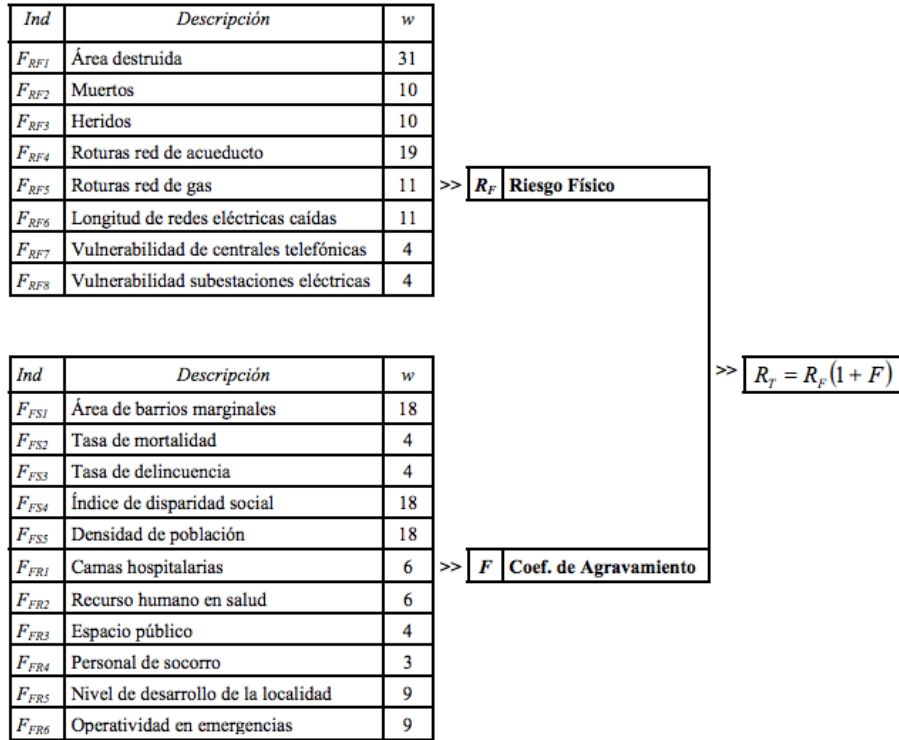 Ind Descripción w
F_RF1 Área destruida 31
F_RF2 Muertos 10
F_RF3 Heridos 10
F_RF4 Roturas red de acueducto 19
F_RF5 Roturas red de gas 11
F_RF6 Longitud de redes eléctricas caídas 11
F_RF7 Vulnerabilidad de centrales telefónicas 4
F_RF8 Vulnerabilidad subestaciones eléctricas 4
>> R_F Riesgo Físico
Ind Descripción w
F_FS1 Área de barrios marginales 18
F_FS2 Tasa de mortalidad 4
F_FS3 Tasa de delincuencia 4
F_FS4 Índice de disparidad social 18
F_FS5 Densidad de población 18
F_FR1 Camas hospitalarias 6
F_FR2 Recurso humano en salud 6
F_FR3 Espacio público 4
F_FR4 Personal de socorro 3
F_FR5 Nivel de desarrollo de la localidad 9
F_FR6 Operatividad en emergencias 9
>> F Coef. de Agravamiento
>> R_T = R_F(1 + F)